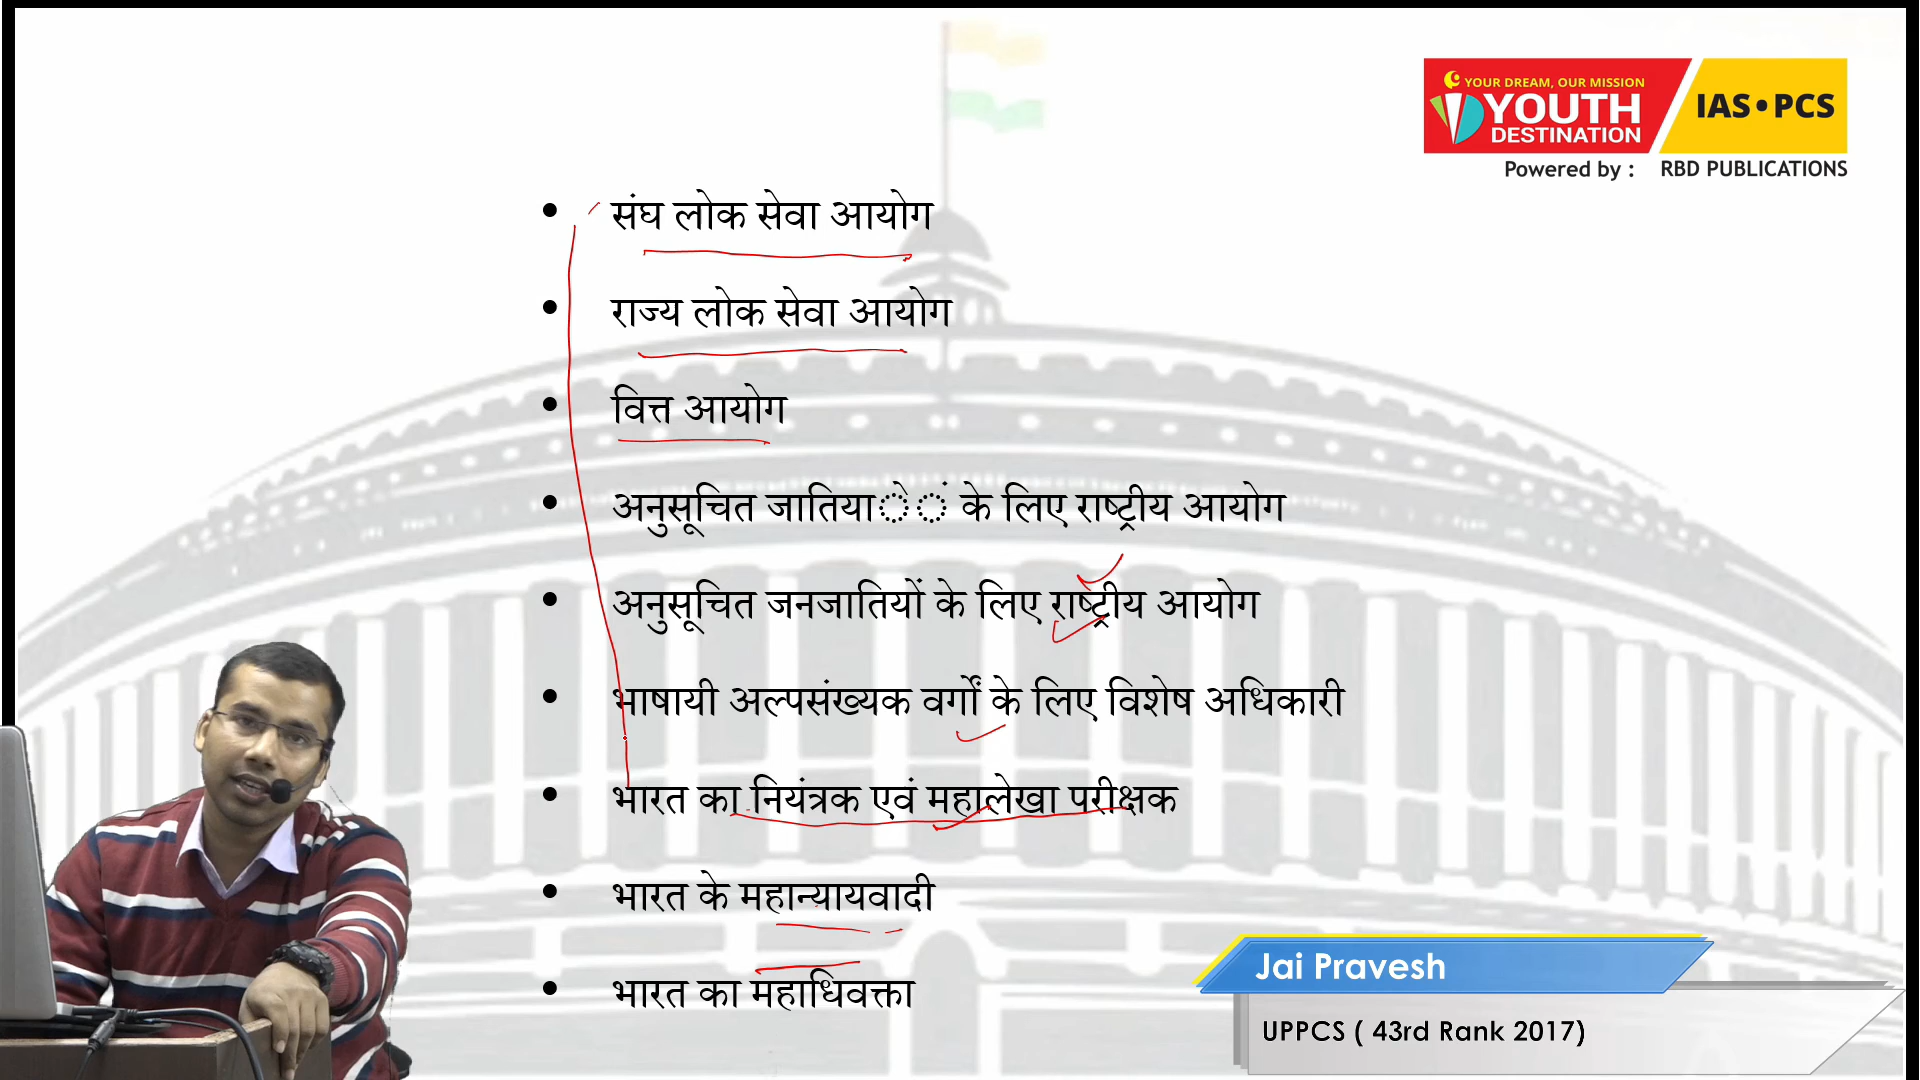 YOUR DREAM, OUR MISSION
YOUTH
DESTINATION
IAS•PCS
Powered by : RBD PUBLICATIONS
• संघ लोक सेवा आयोग
• राज्य लोक सेवा आयोग
• वित्त आयोग
• अनुसूचित जातियाें के लिए राष्ट्रीय आयोग
• अनुसूचित जनजातियों के लिए राष्ट्रीय आयोग
• भाषायी अल्पसंख्यक वर्गों के लिए विशेष अधिकारी
• भारत का नियंत्रक एवं महालेखा परीक्षक
• भारत के महान्यायवादी
• भारत का महाधिवक्ता
Jai Pravesh
UPPCS ( 43rd Rank 2017)